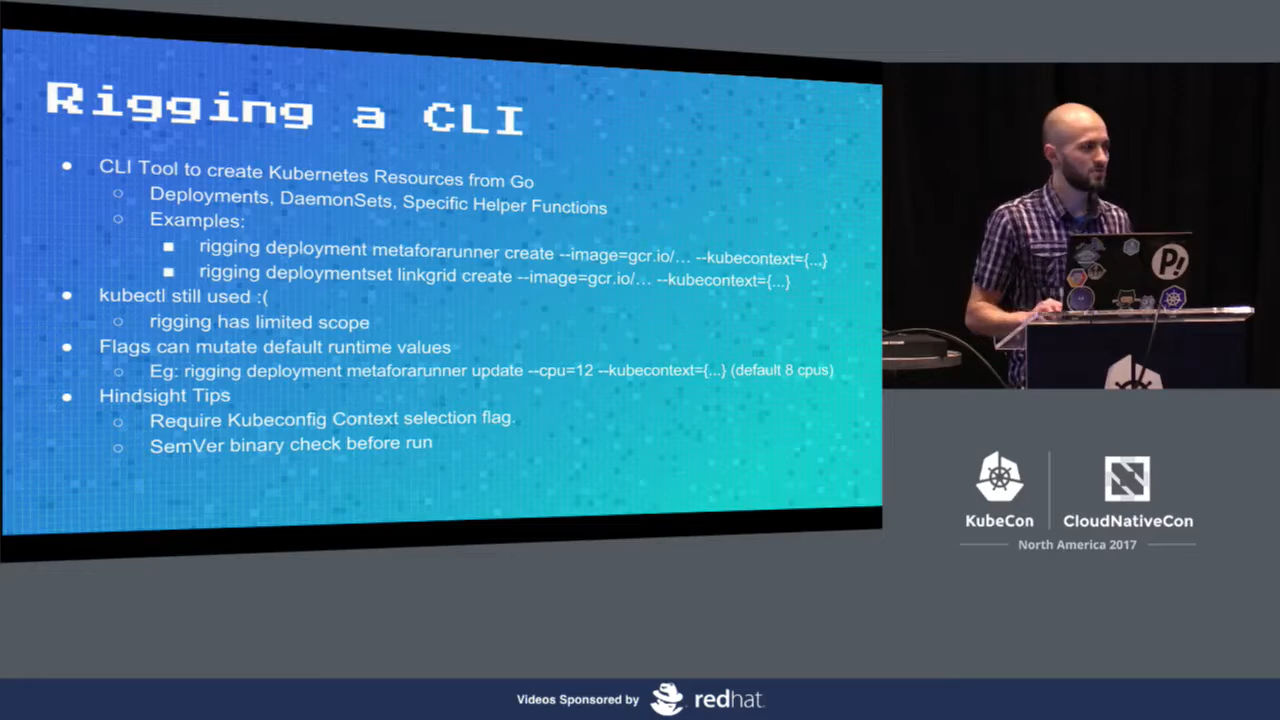 Rigging a CLI
CLI Tool to create Kubernetes Resources from Go
Deployments, DaemonSets, Specific Helper Functions
Examples:
rigging deployment metaforarunner create --image=gcr.io/… --kubecontext={...}
rigging deploymentset linkgrid create --image=gcr.io/… --kubecontext={...}
kubectl still used :(
rigging has limited scope
Flags can mutate default runtime values
Eg: rigging deployment metaforarunner update --cpu=12 --kubecontext={...} (default 8 cpus)
Hindsight Tips
Require Kubeconfig Context selection flag.
SemVer binary check before run
P!
KubeCon
CloudNativeCon
North America 2017
Videos Sponsored by
redhat.